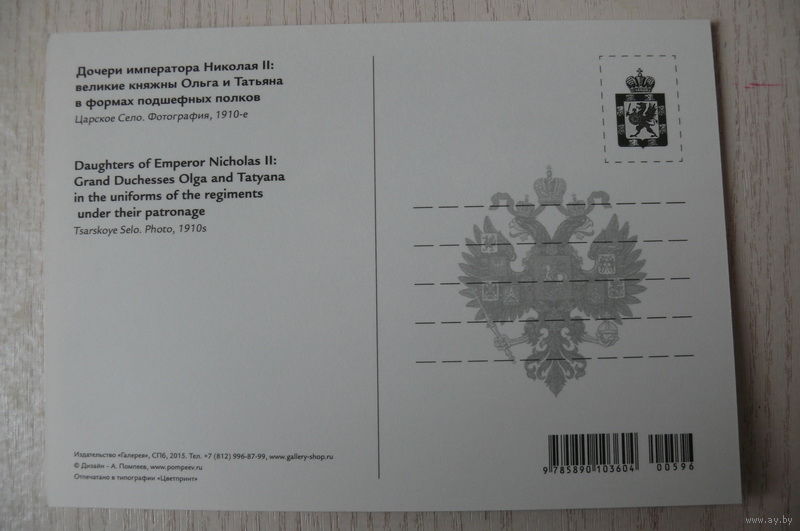 Дочери императора Николая II:
великие княжны Ольга и Татьяна
в формах подшефных полков
Царское Село. Фотография, 1910-е
Daughters of Emperor Nicholas II:
Grand Duchesses Olga and Tatyana
in the uniforms of the regiments
under their patronage
Tsarskoye Selo. Photo, 1910s
Издательство «Галерея», СПб, 2015. Тел. +7 (812) 996-87-99, www.gallery-shop.ru
© Дизайн - А. Помпеев, www.pompeev.ru
Отпечатано в типографии «Цветпринт»
9 785890 103604
00596
www.ay.by